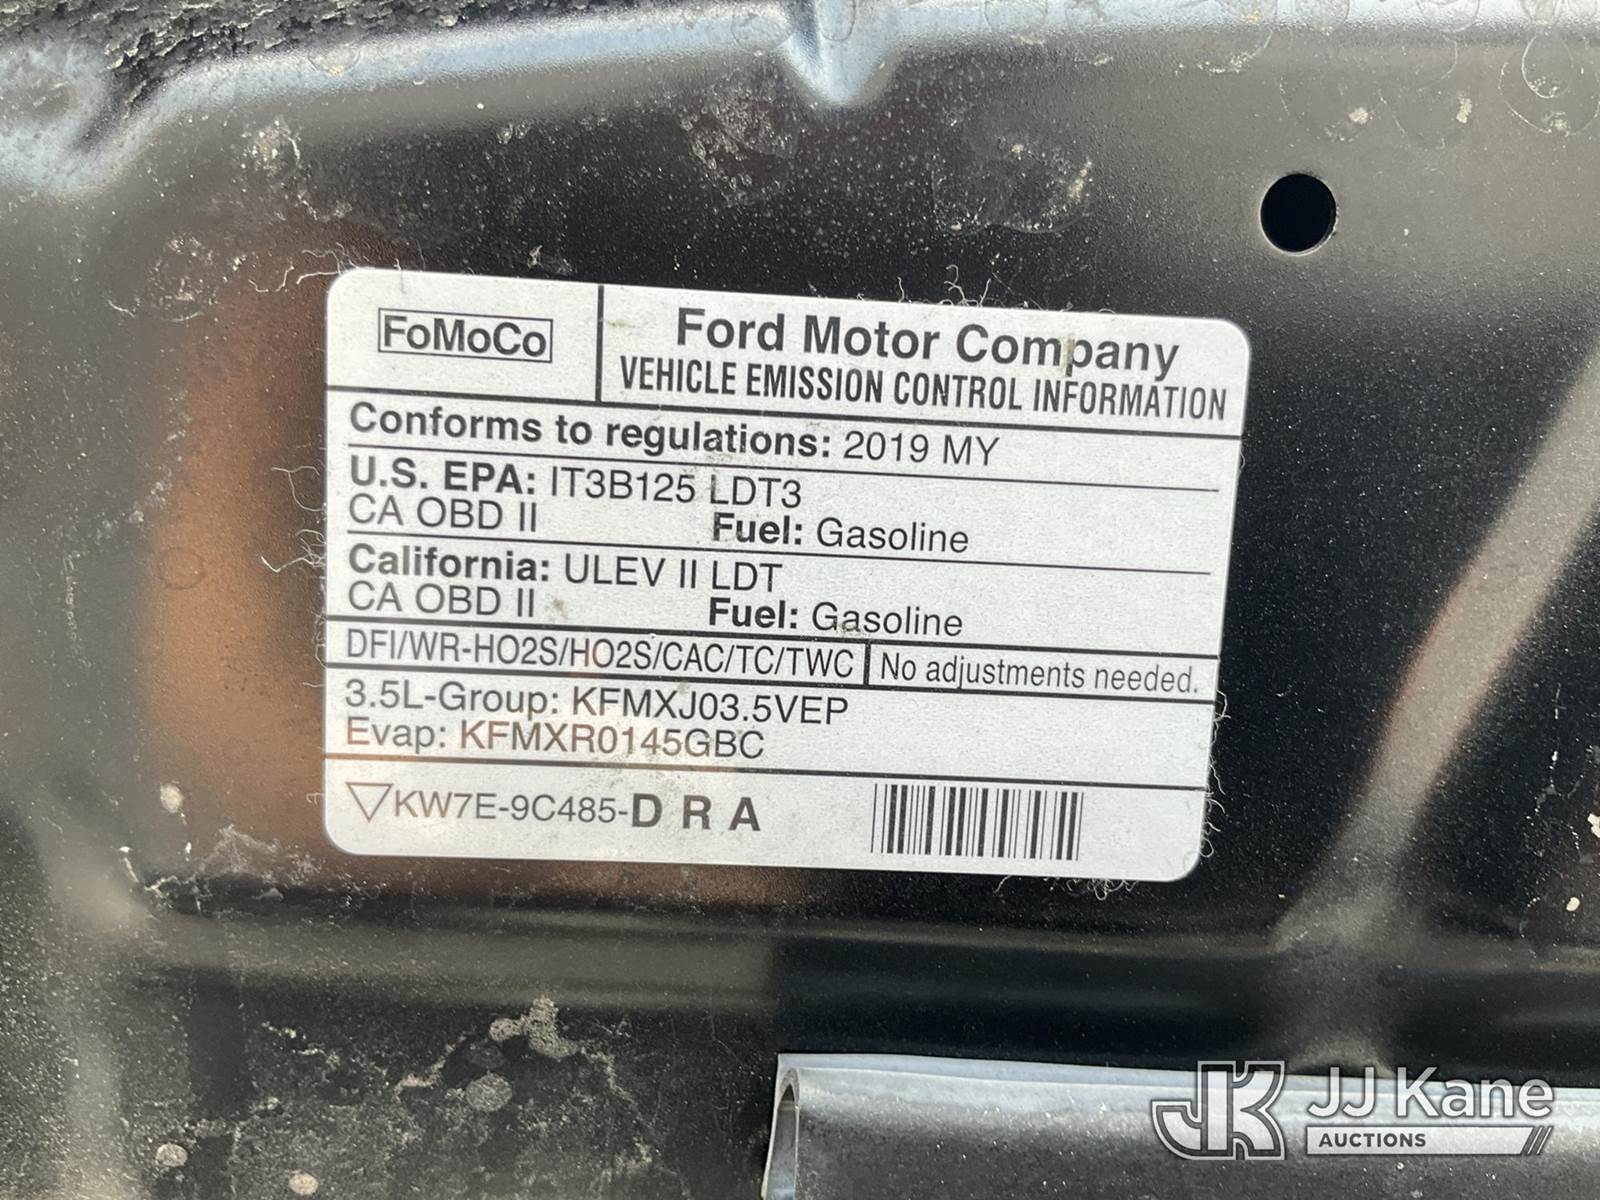 FoMoCo
Ford Motor Company
VEHICLE EMISSION CONTROL INFORMATION
Conforms to regulations: 2019 MY
U.S. EPA: IT3B125 LDT3
CA OBD II Fuel: Gasoline
California: ULEV II LDT
CA OBD II Fuel: Gasoline
DFI/WR-HO2S/HO2S/CAC/TC/TWC No adjustments needed.
3.5L-Group: KFMXJ03.5VEP
Evap: KFMXR0145GBC
KW7E-9C485-D R A
JK JJ Kane
AUCTIONS